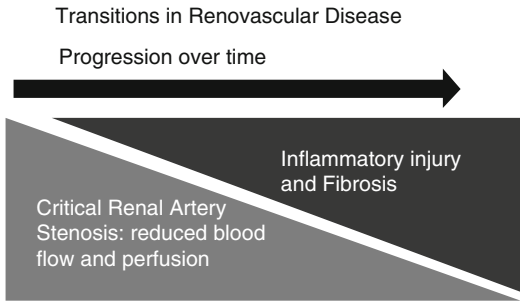 Transitions in Renovascular Disease
Progression over time
Inflammatory injury
and Fibrosis
Critical Renal Artery
Stenosis: reduced blood
flow and perfusion